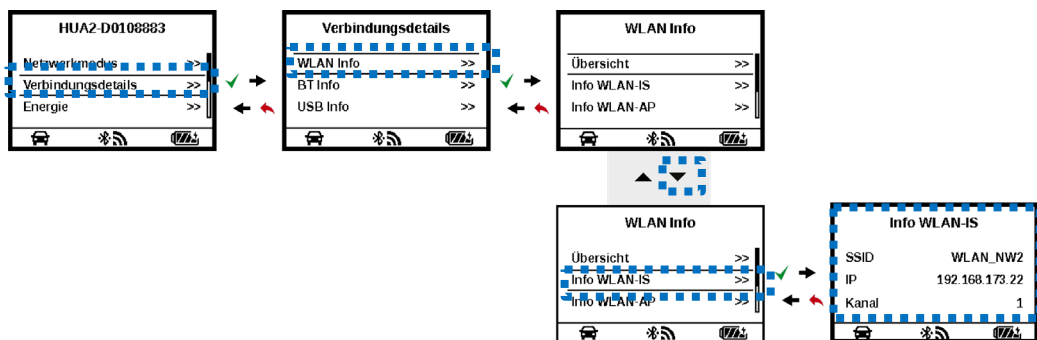 HUA2-D0108883
Netzwerkmodus >>
Verbindungsdetails >>
Energie >>
Verbindungsdetails
WLAN Info >>
BT Info >>
USB Info >>
WLAN Info
Übersicht >>
Info WLAN-IS >>
Info WLAN-AP >>
WLAN Info
Übersicht >>
Info WLAN-IS >>
Info WLAN-AP >>
Info WLAN-IS
SSID WLAN_NW2
IP 192.168.173.22
Kanal 1